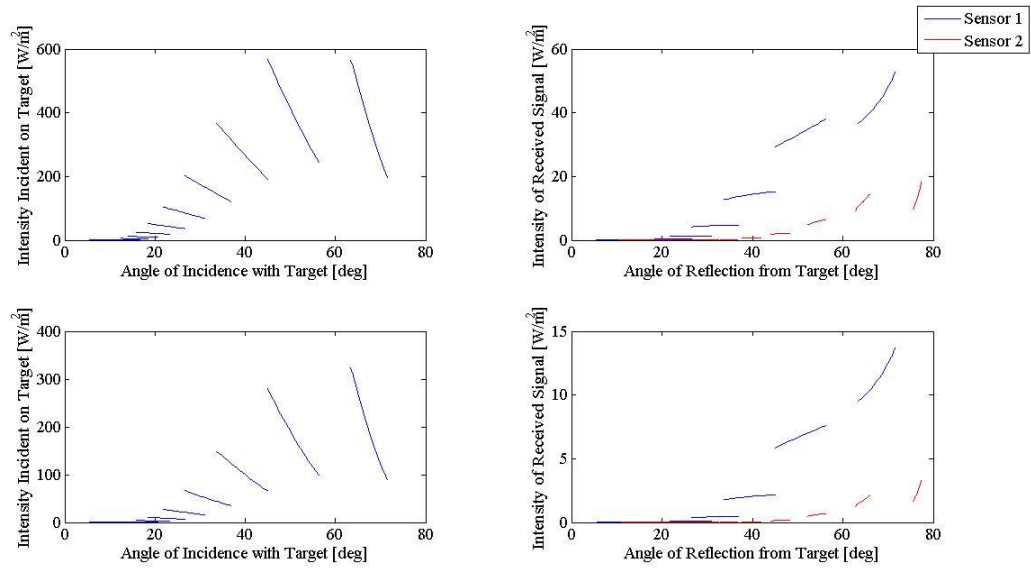 Sensor 1
Sensor 2
Intensity Incident on Target [W/m²]
600
400
200
0
0 20 40 60 80
Angle of Incidence with Target [deg]
Intensity of Received Signal [W/m²]
60
40
20
0
0 20 40 60 80
Angle of Reflection from Target [deg]
Intensity Incident on Target [W/m²]
400
300
200
100
0
0 20 40 60 80
Angle of Incidence with Target [deg]
Intensity of Received Signal [W/m²]
15
10
5
0
0 20 40 60 80
Angle of Reflection from Target [deg]